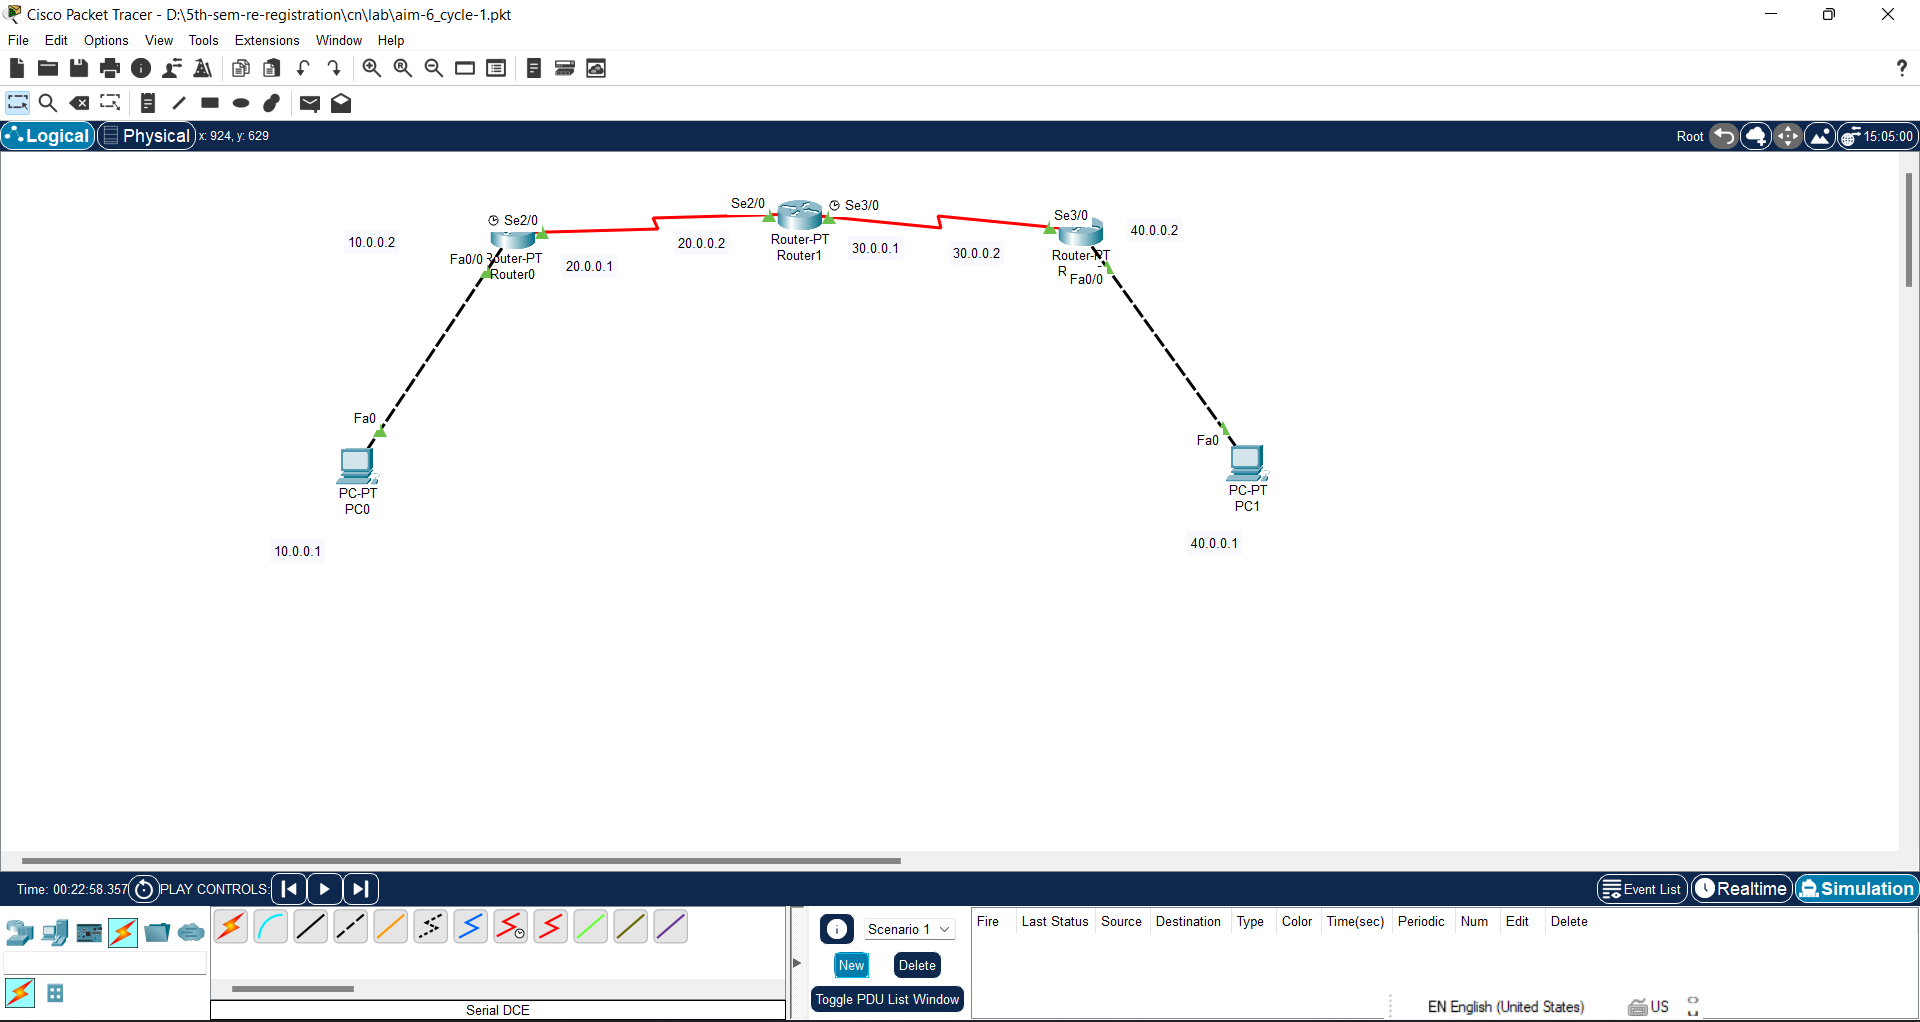 Cisco Packet Tracer - D:\5th-sem-re-registration\cn\lab\aim-6_cycle-1.pkt
File Edit Options View Tools Extensions Window Help
?
Logical Physical x: 924, y: 629 Root 15:05:00
Se2/0 Se3/0
Se2/0 Se3/0
10.0.0.2 20.0.0.2 Router-PT 30.0.0.1 30.0.0.2 40.0.0.2
Router1
Fa0/0 outer-PT Router-PT
Router0 20.0.0.1 R Fa0/0
Fa0 Fa0
PC-PT PC-PT
PC0 PC1
10.0.0.1 40.0.0.1
Time: 00:22:58.357 PLAY CONTROLS: Event List Realtime Simulation
Scenario 1 Fire Last Status Source Destination Type Color Time(sec) Periodic Num Edit Delete
New Delete
Toggle PDU List Window
Serial DCE EN English (United States) US